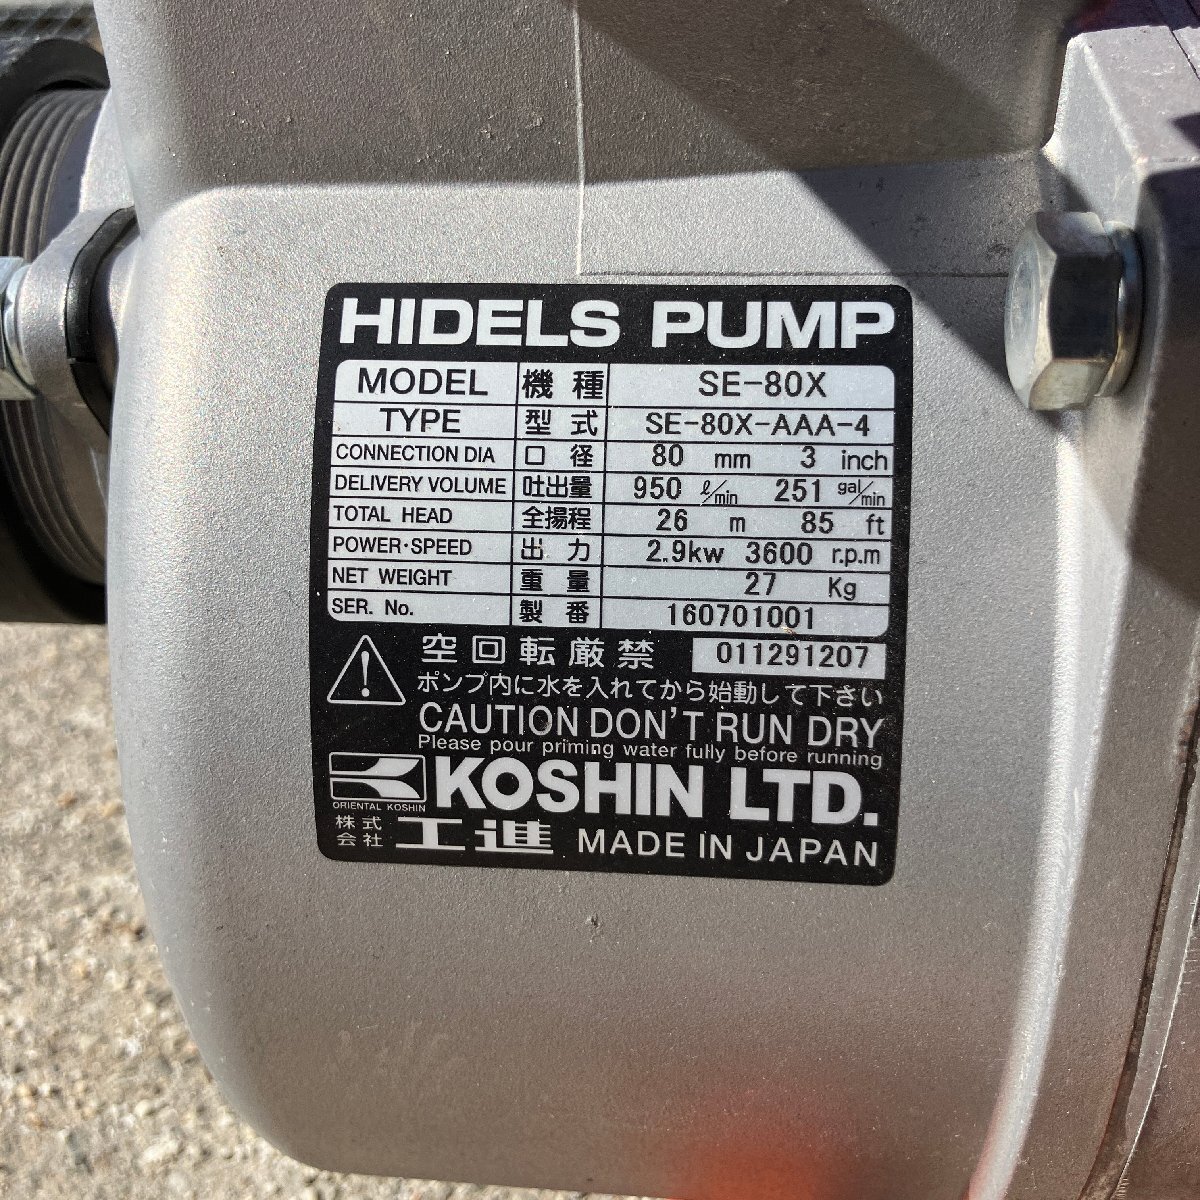 HIDELS PUMP
MODEL 機種 SE-80X
TYPE 型式 SE-80X-AAA-4
CONNECTION DIA 口径 80 mm 3 inch
DELIVERY VOLUME 吐出量 950 ℓ/min 251 gal/min
TOTAL HEAD 全揚程 26 m 85 ft
POWER・SPEED 出力 2.9kw 3600 r.p.m
NET WEIGHT 重量 27 Kg
SER. No. 製番 160701001
空回転厳禁 011291207
ポンプ内に水を入れてから始動して下さい
CAUTION DON'T RUN DRY
Please pour priming water fully before running
KOSHIN LTD.
ORIENTAL KOSHIN
株式会社 工進 MADE IN JAPAN